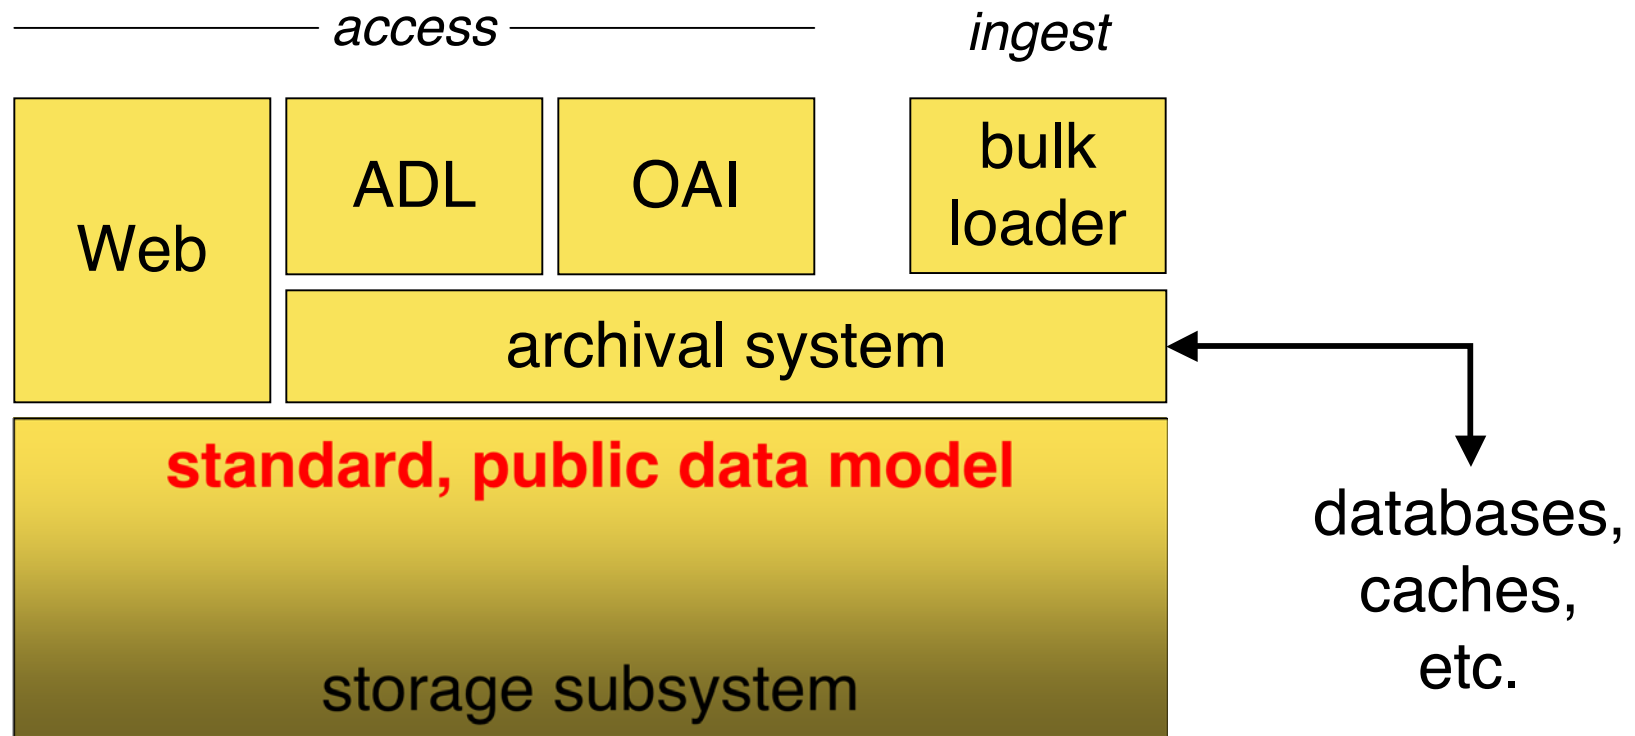 access
ingest
Web
ADL
OAI
bulk
loader
archival system
standard, public data model
storage subsystem
databases,
caches,
etc.